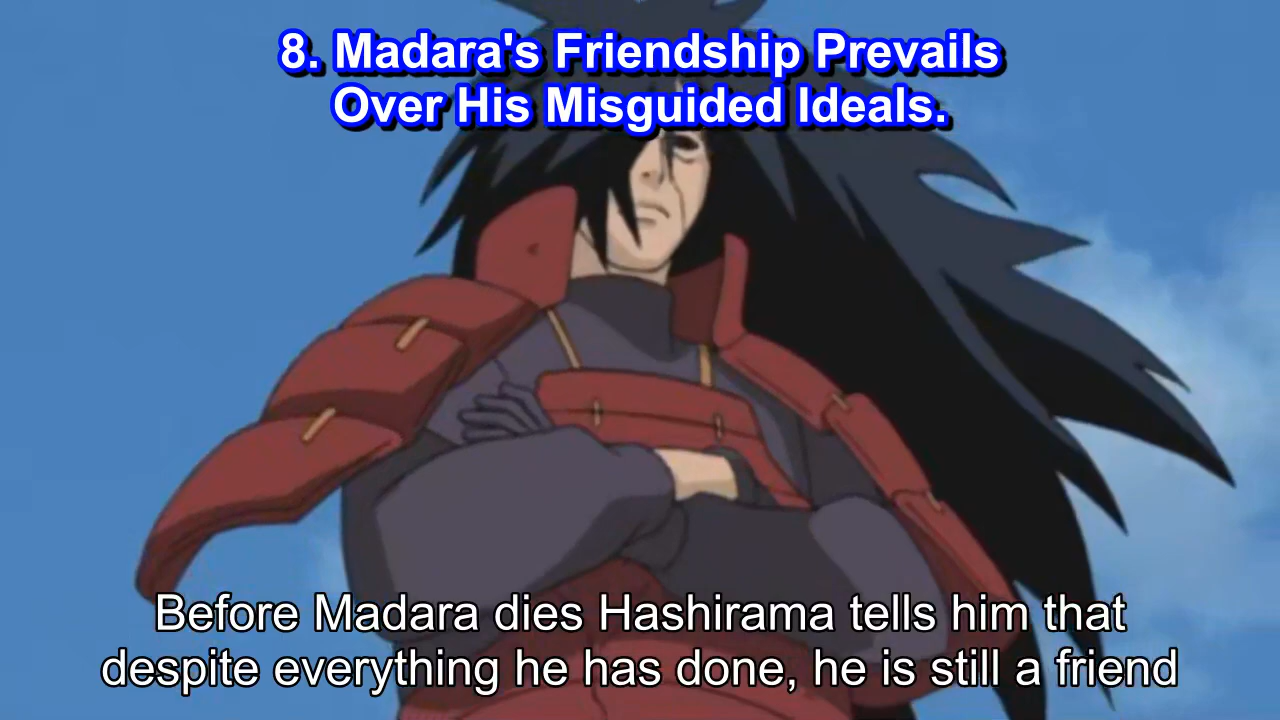 8. Madara's Friendship Prevails
Over His Misguided Ideals.
Before Madara dies Hashirama tells him that
despite everything he has done, he is still a friend